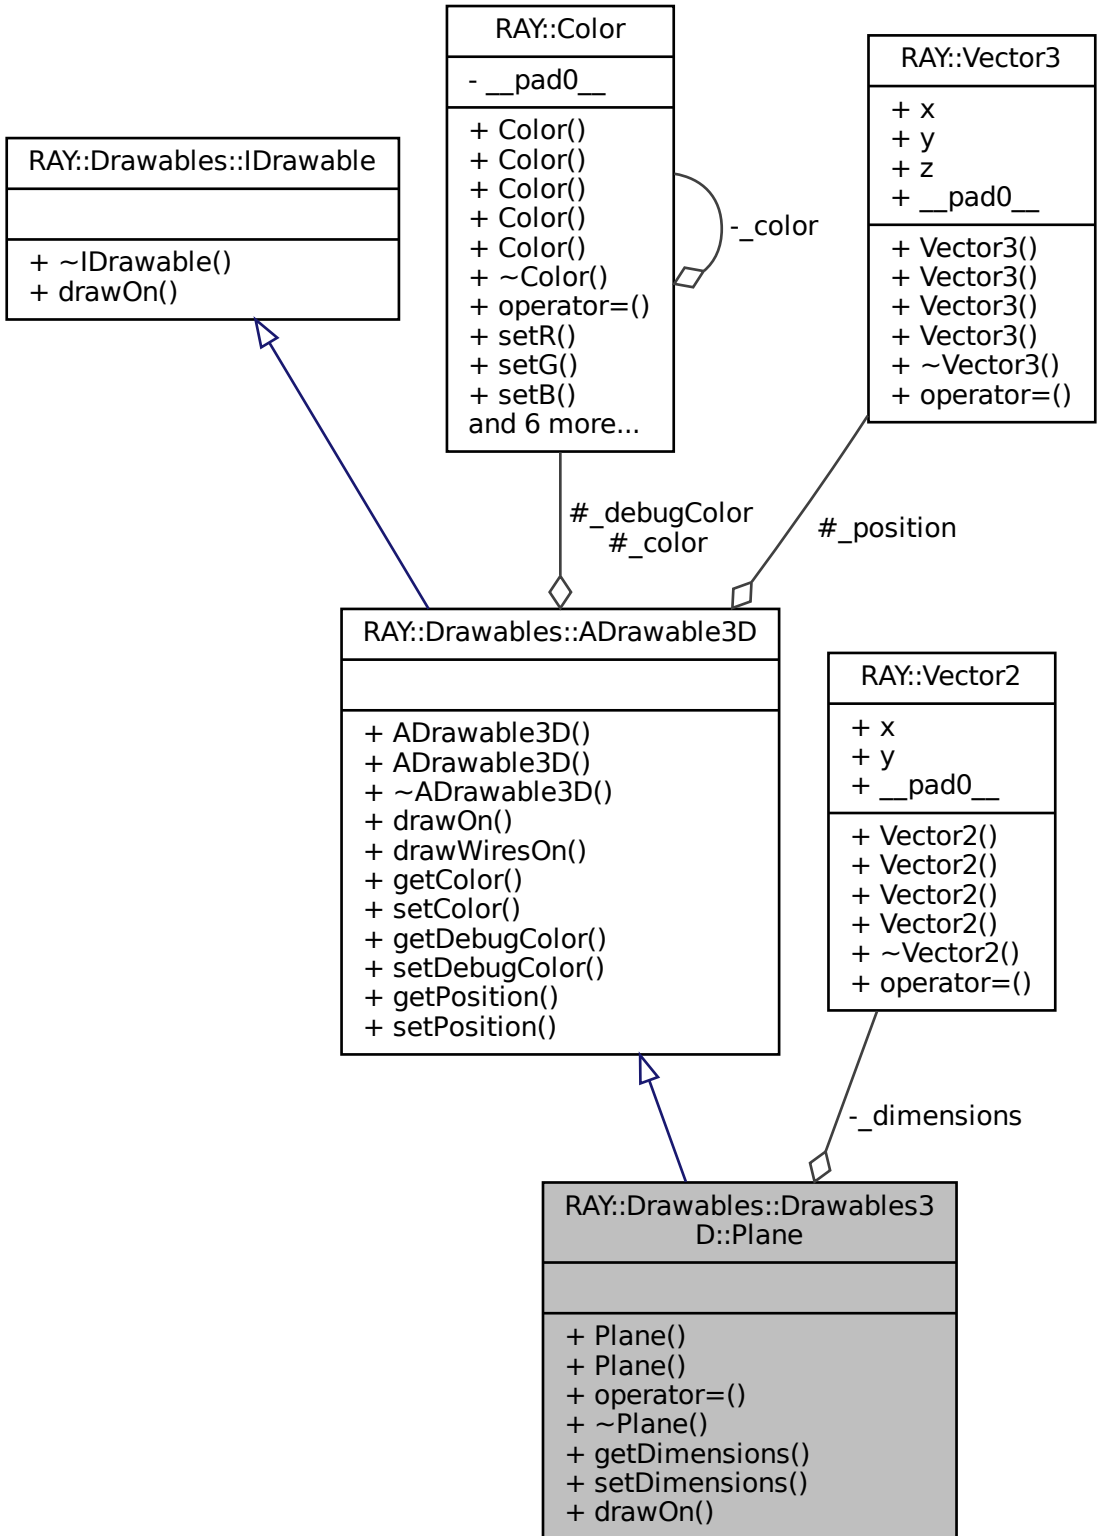 RAY::Color
- __pad0__
+ Color()
+ Color()
+ Color()
+ Color()
+ Color()
+ ~Color()
+ operator=()
+ setR()
+ setG()
+ setB()
and 6 more...
-_color
RAY::Vector3
+ x
+ y
+ z
+ __pad0__
+ Vector3()
+ Vector3()
+ Vector3()
+ Vector3()
+ ~Vector3()
+ operator=()
RAY::Drawables::IDrawable
+ ~IDrawable()
+ drawOn()
#_debugColor
#_color
#_position
RAY::Drawables::ADrawable3D
+ ADrawable3D()
+ ADrawable3D()
+ ~ADrawable3D()
+ drawOn()
+ drawWiresOn()
+ getColor()
+ setColor()
+ getDebugColor()
+ setDebugColor()
+ getPosition()
+ setPosition()
RAY::Vector2
+ x
+ y
+ __pad0__
+ Vector2()
+ Vector2()
+ Vector2()
+ Vector2()
+ ~Vector2()
+ operator=()
-_dimensions
RAY::Drawables::Drawables3
D::Plane
+ Plane()
+ Plane()
+ operator=()
+ ~Plane()
+ getDimensions()
+ setDimensions()
+ drawOn()